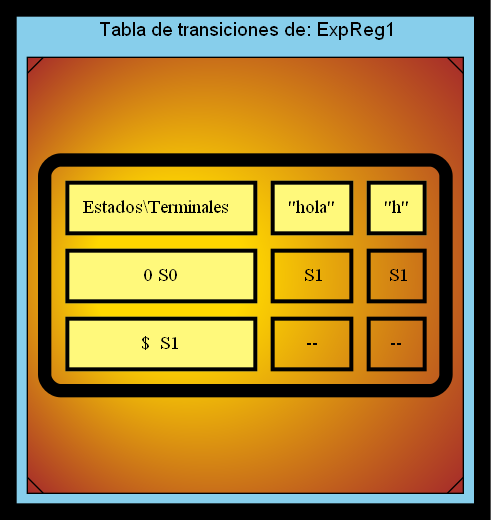 Tabla de transiciones de: ExpReg1
Estados\Terminales "hola" "h"
0 S0 S1 S1
$ S1 -- --